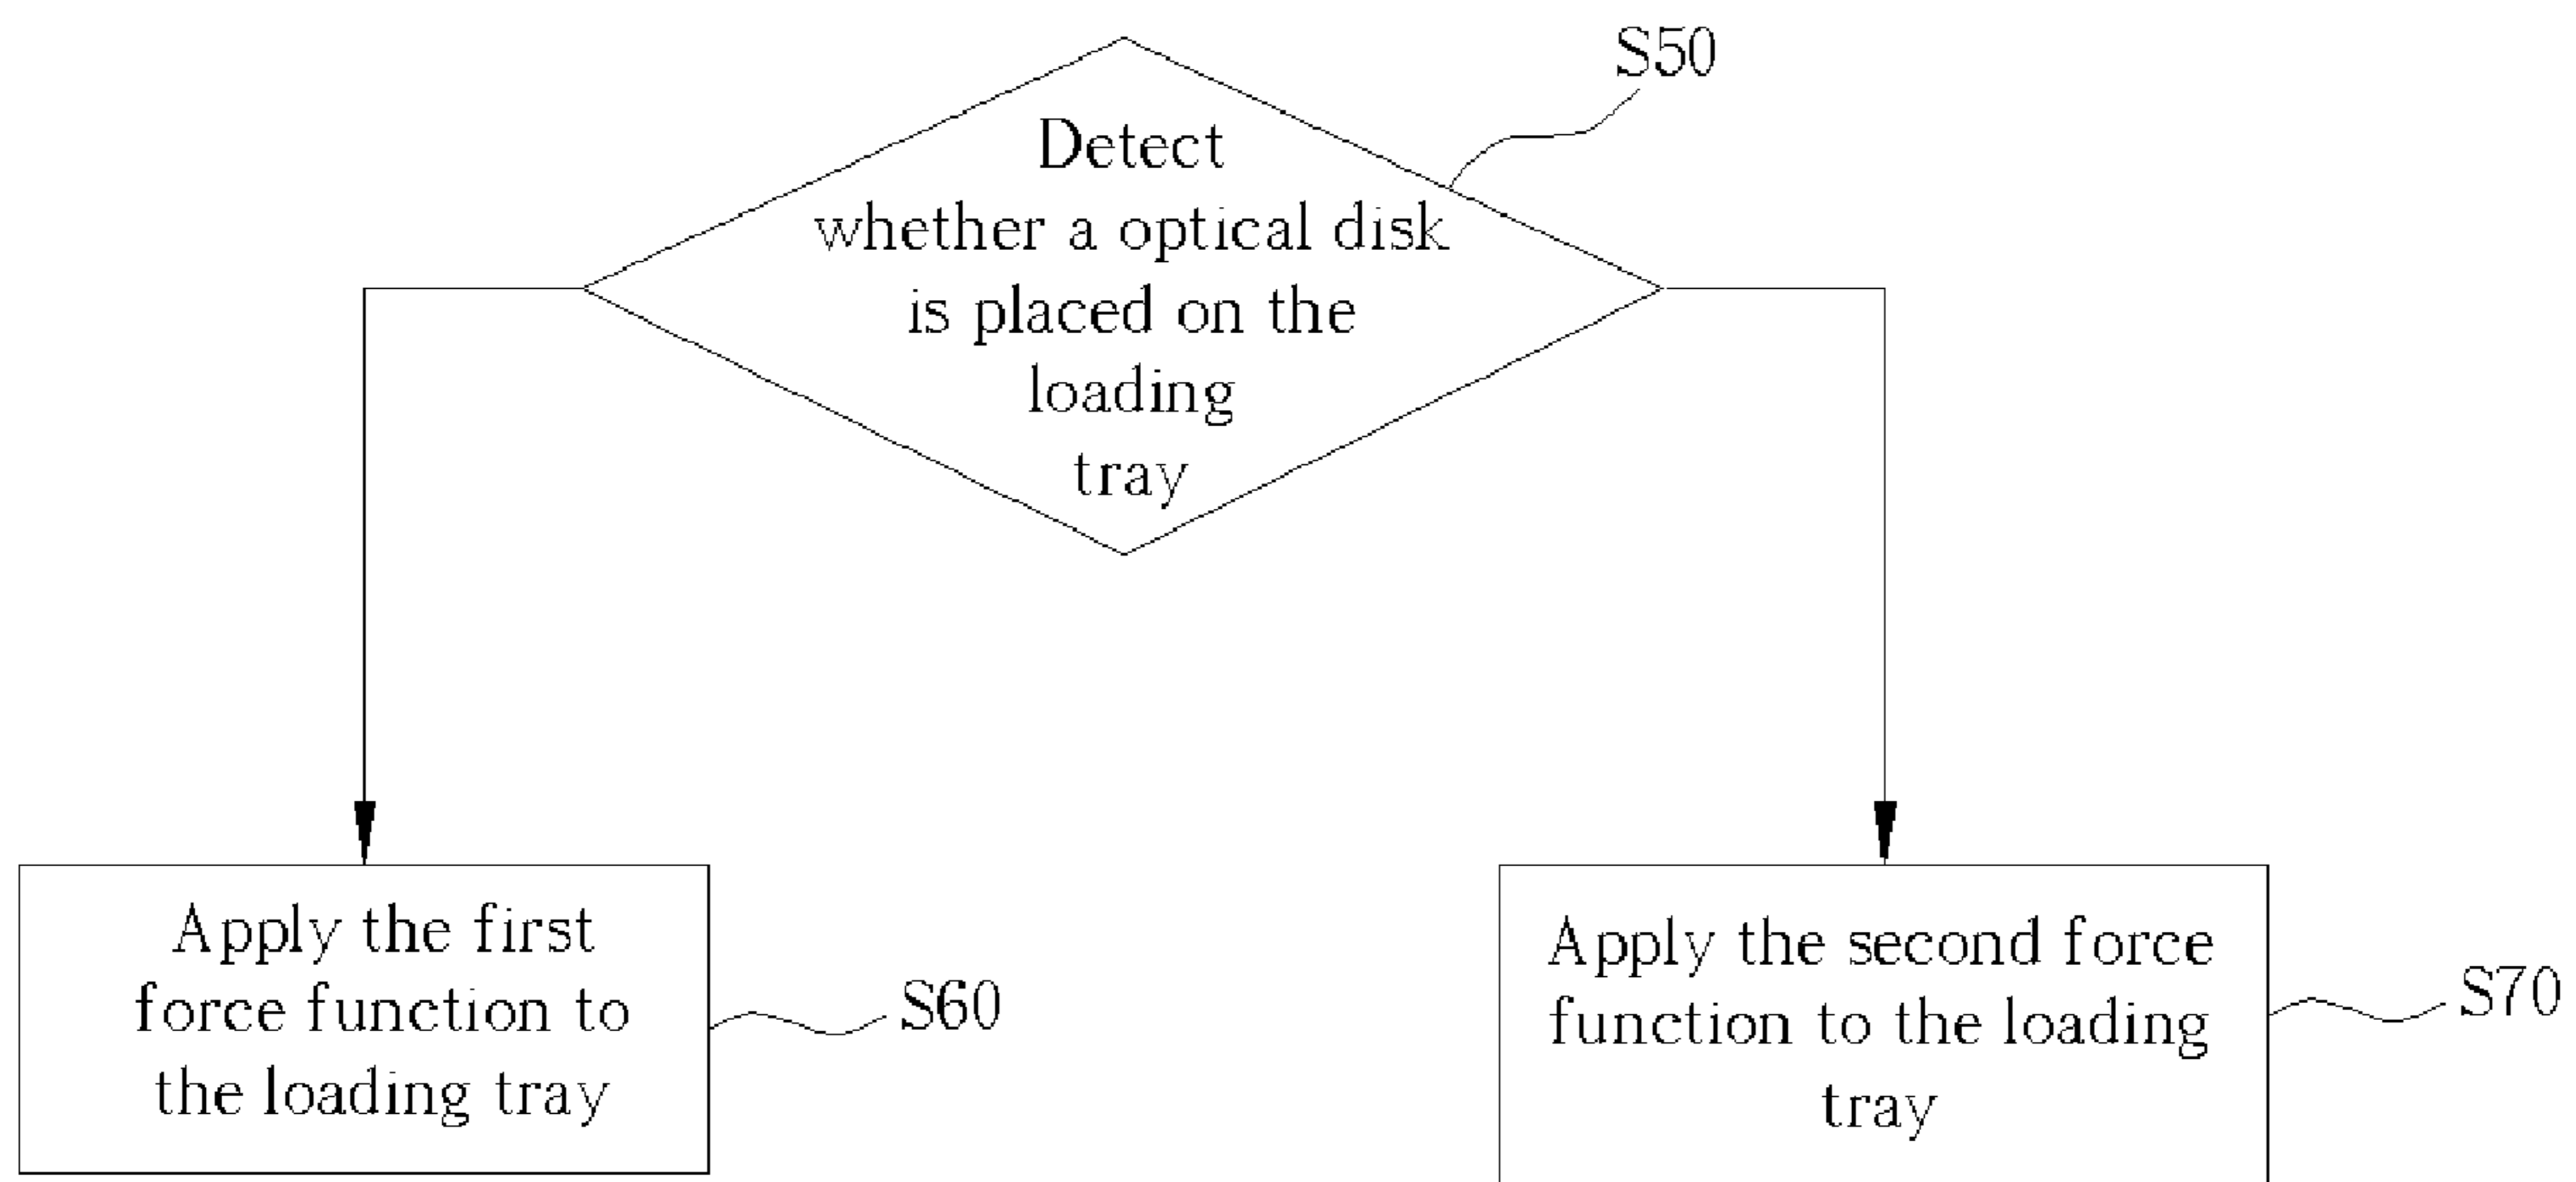 S50
Detect
whether a optical disk
is placed on the
loading
tray
Apply the first
force function to
the loading tray
S60
Apply the second force
function to the loading
tray
S70